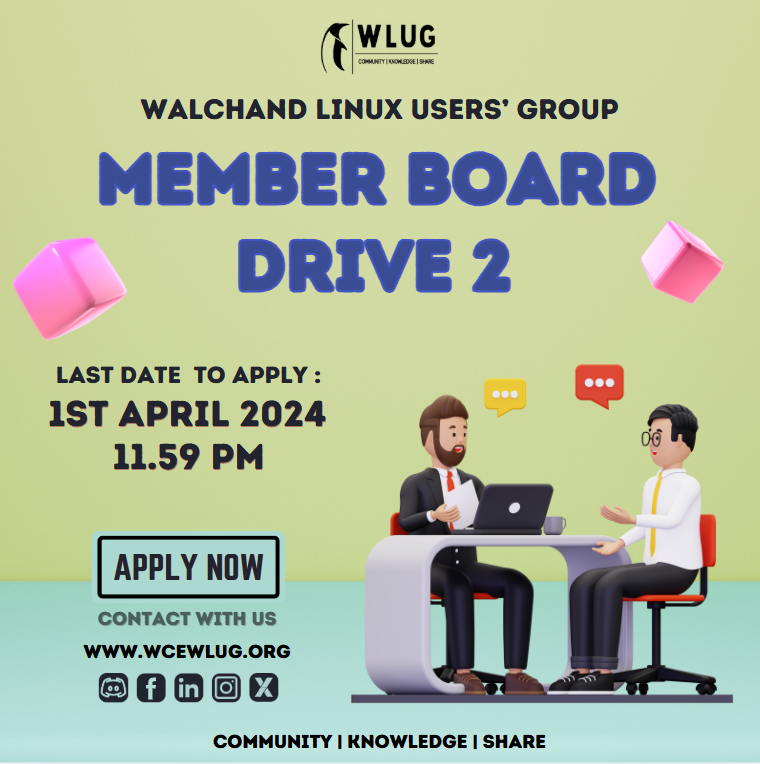 WLUG
COMMUNITY | KNOWLEDGE | SHARE
WALCHAND LINUX USERS' GROUP
MEMBER BOARD
DRIVE 2
LAST DATE TO APPLY :
1ST APRIL 2024
11.59 PM
APPLY NOW
CONTACT WITH US
WWW.WCEWLUG.ORG
COMMUNITY | KNOWLEDGE | SHARE